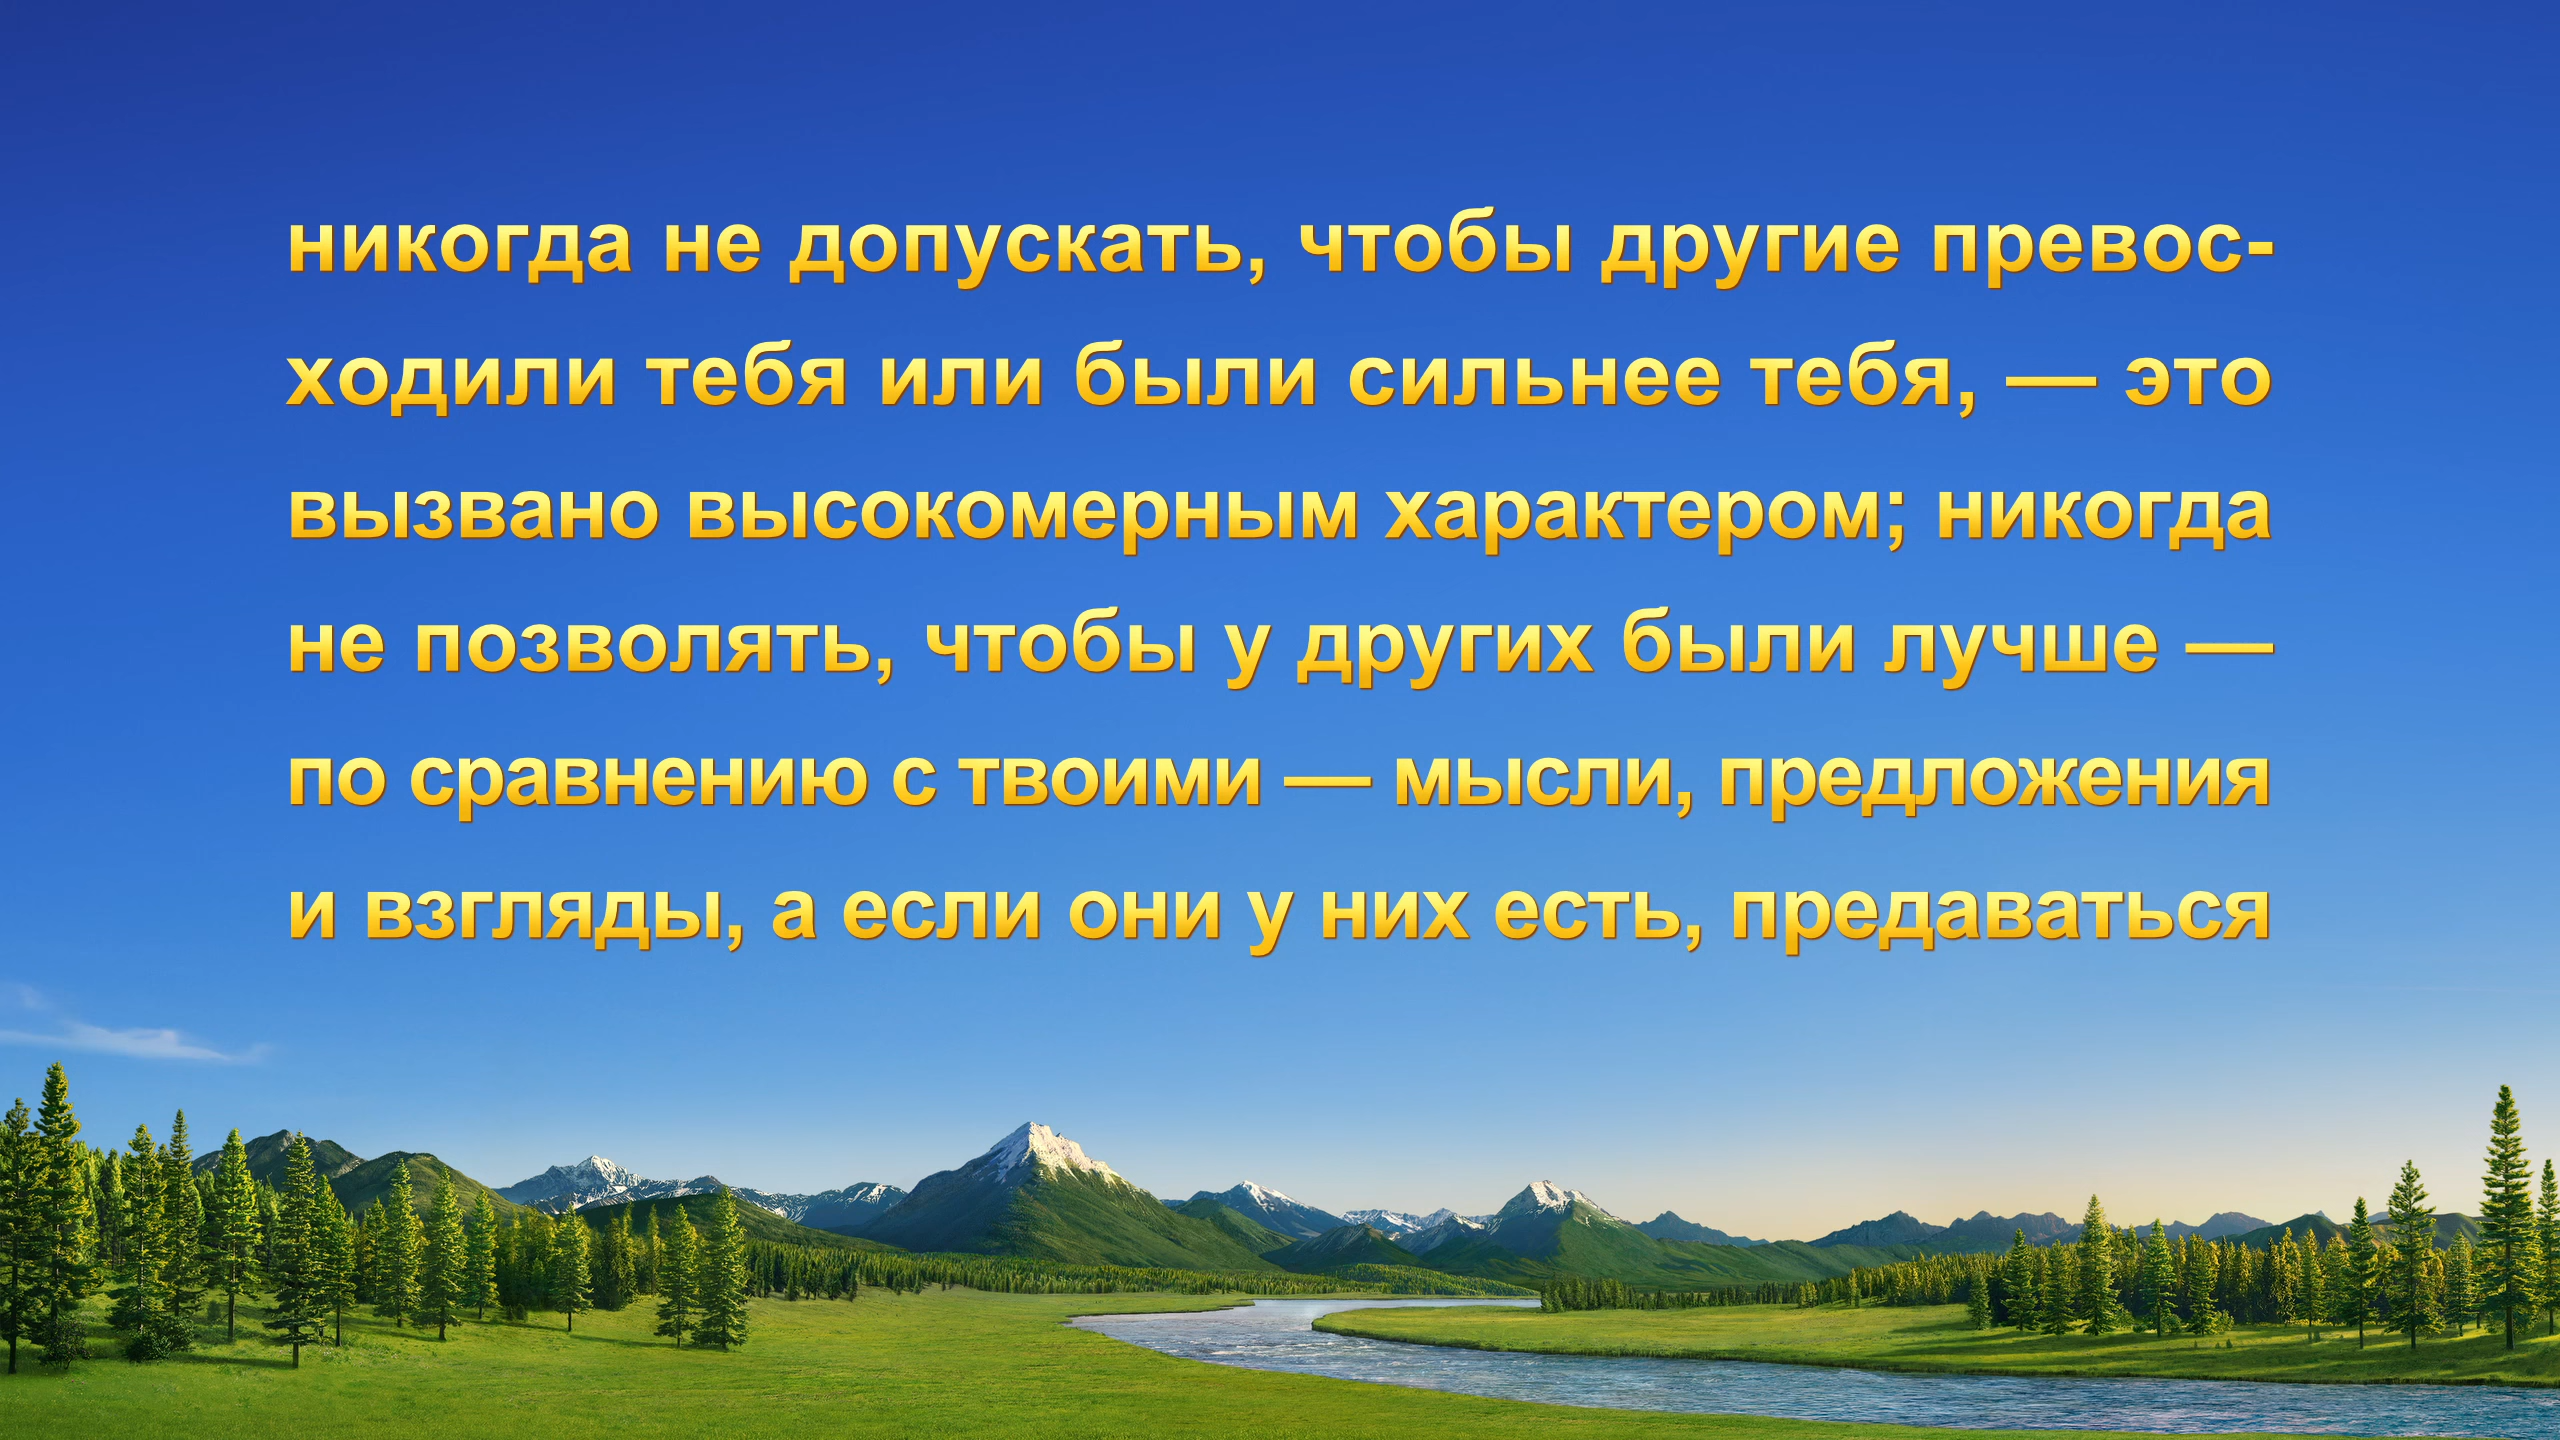 никогда не допускать, чтобы другие превос-
ходили тебя или были сильнее тебя, — это
вызвано высокомерным характером; никогда
не позволять, чтобы у других были лучше —
по сравнению с твоими — мысли, предложения
и взгляды, а если они у них есть, предаваться